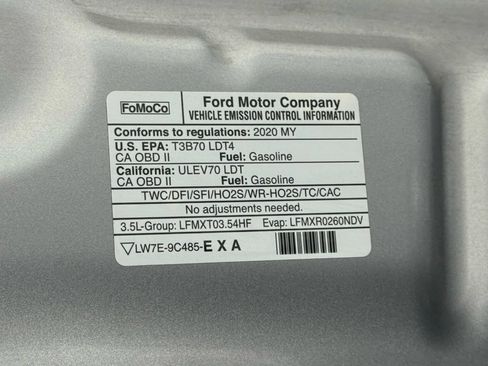 FoMoCo
Ford Motor Company
VEHICLE EMISSION CONTROL INFORMATION
Conforms to regulations: 2020 MY
U.S. EPA: T3B70 LDT4
CA OBD II Fuel: Gasoline
California: ULEV70 LDT
CA OBD II Fuel: Gasoline
TWC/DFI/SFI/HO2S/WR-HO2S/TC/CAC
No adjustments needed.
3.5L-Group: LFMXT03.54HF Evap: LFMXR0260NDV
LW7E-9C485-EXA